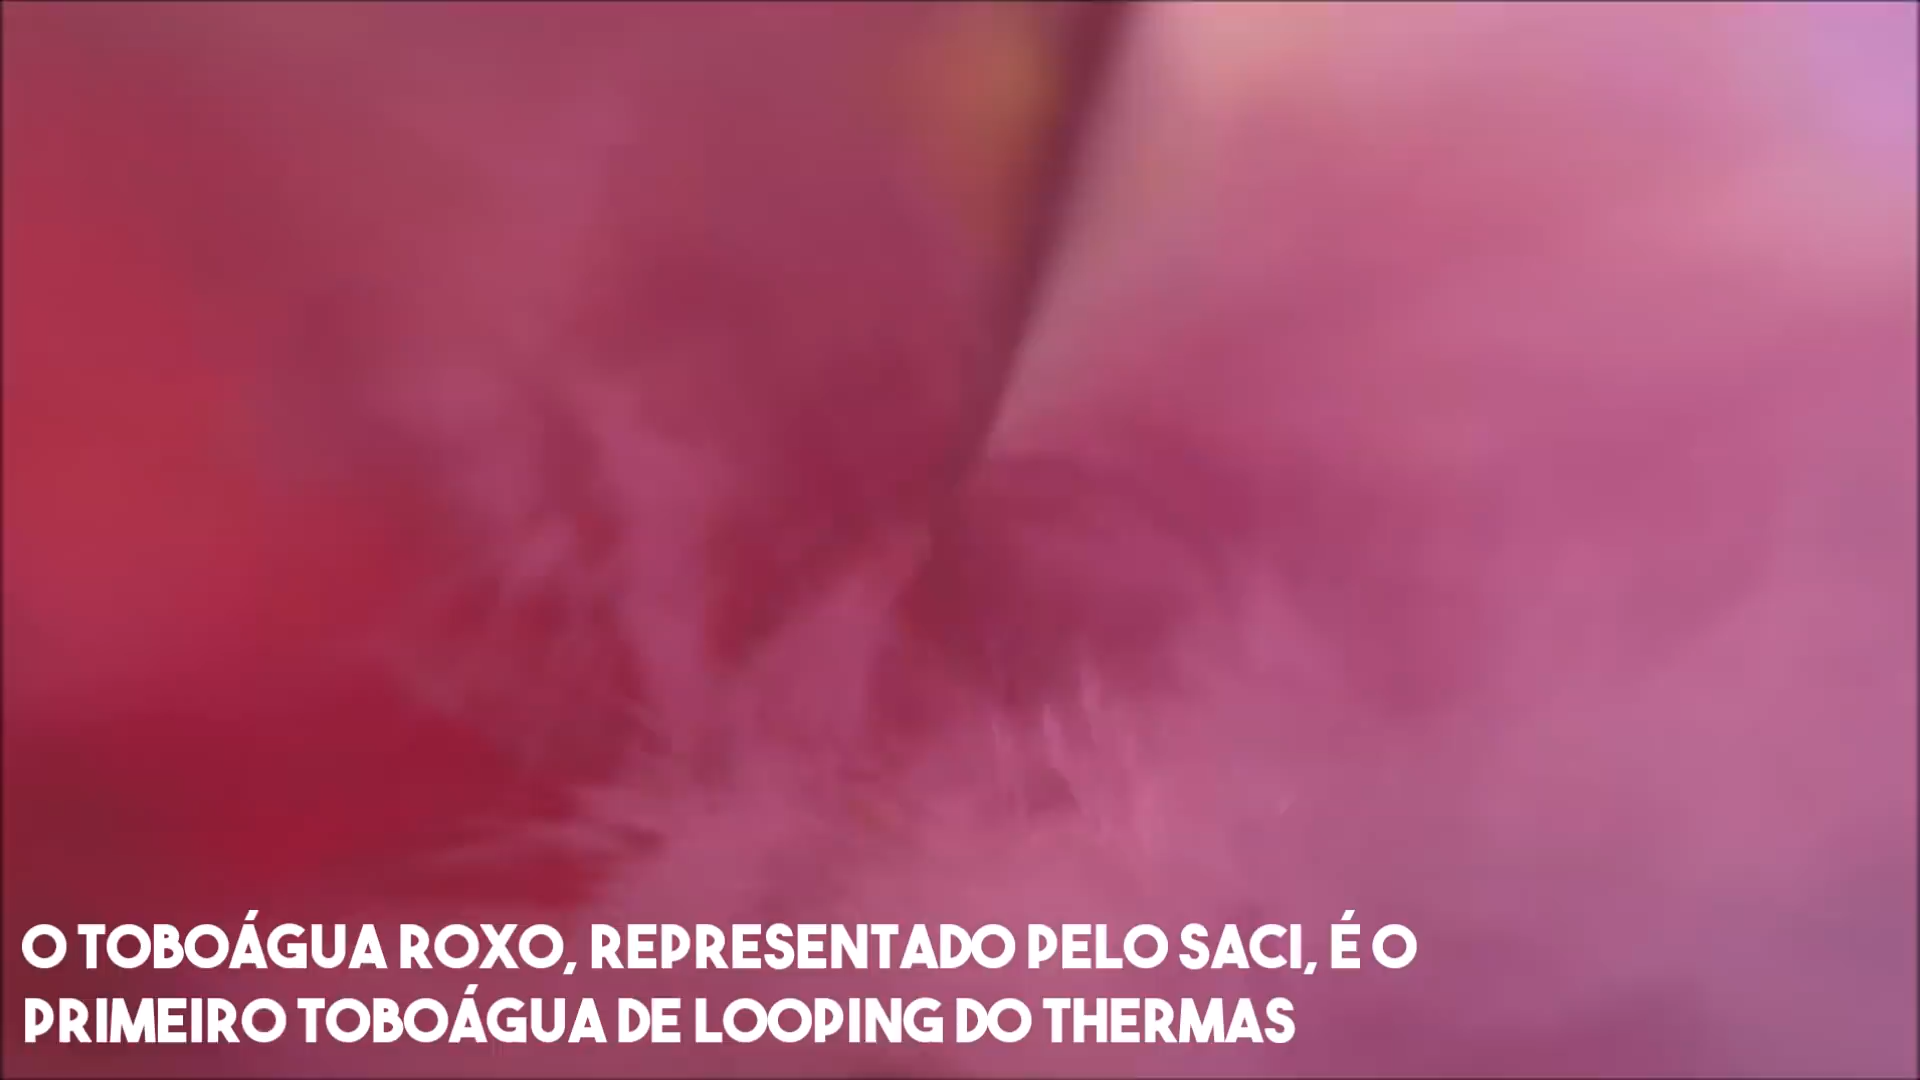 O TOBOÁGUA ROXO, REPRESENTADO PELO SACI, É O
PRIMEIRO TOBOÁGUA DE LOOPING DO THERMAS